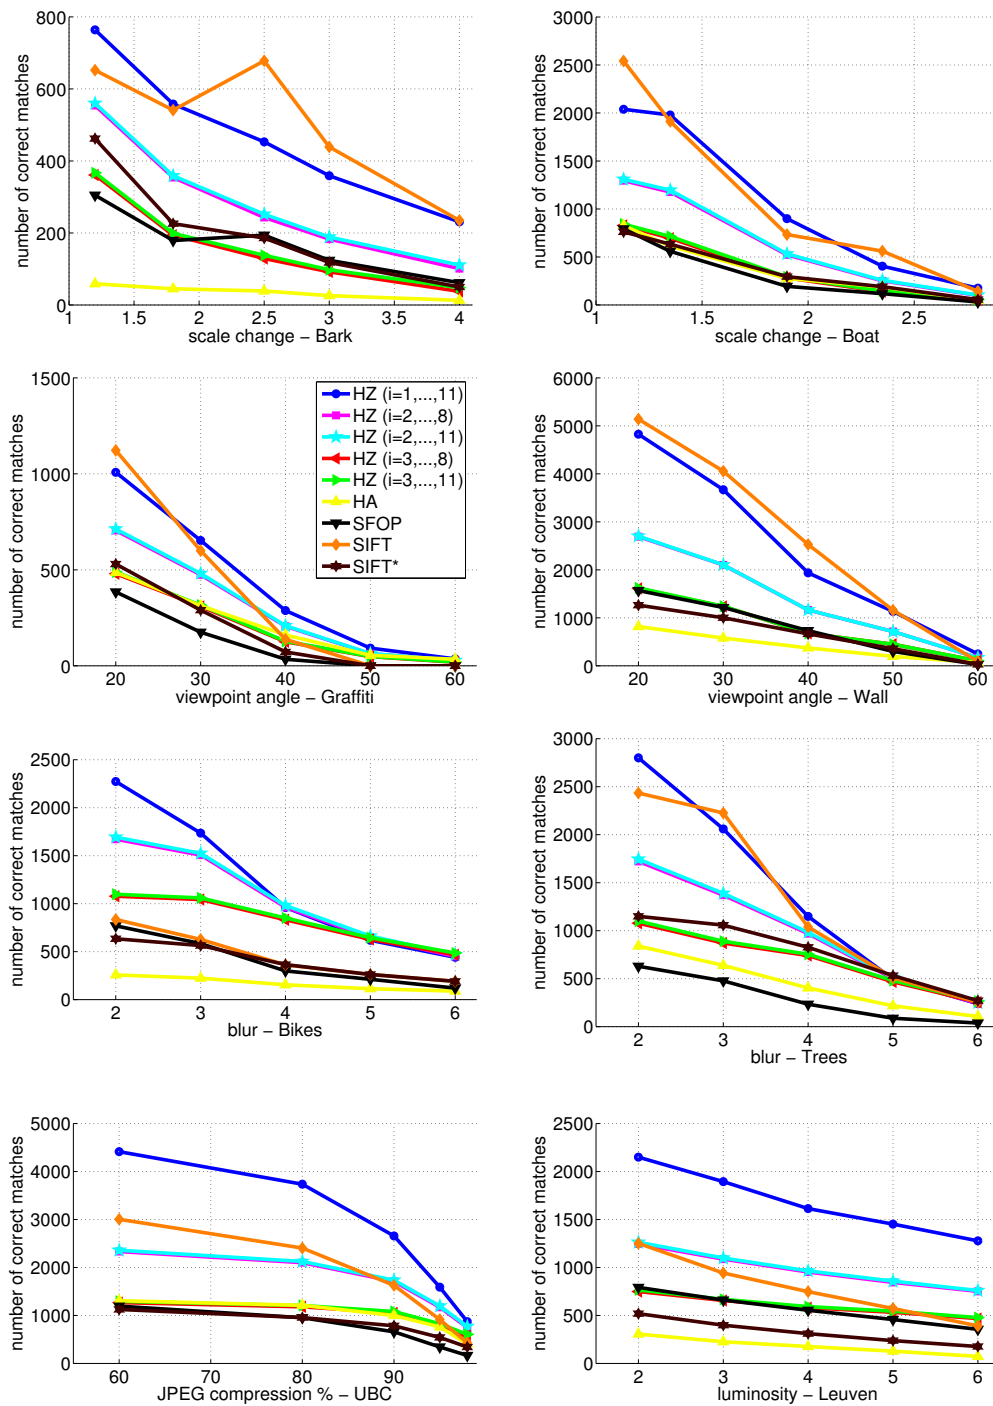 800
600
400
200
0
1 1.5 2 2.5 3 3.5 4
number of correct matches
scale change − Bark
3000
2500
2000
1500
1000
500
0
1 1.5 2 2.5
number of correct matches
scale change − Boat
1500
1000
500
0
20 30 40 50 60
number of correct matches
viewpoint angle − Graffiti
HZ (i=1,...,11)
HZ (i=2,...,8)
HZ (i=2,...,11)
HZ (i=3,...,8)
HZ (i=3,...,11)
HA
SFOP
SIFT
SIFT*
6000
5000
4000
3000
2000
1000
0
20 30 40 50 60
number of correct matches
viewpoint angle − Wall
2500
2000
1500
1000
500
0
2 3 4 5 6
number of correct matches
blur − Bikes
3000
2500
2000
1500
1000
500
0
2 3 4 5 6
number of correct matches
blur − Trees
5000
4000
3000
2000
1000
0
60 70 80 90
number of correct matches
JPEG compression % − UBC
2500
2000
1500
1000
500
0
2 3 4 5 6
number of correct matches
luminosity − Leuven